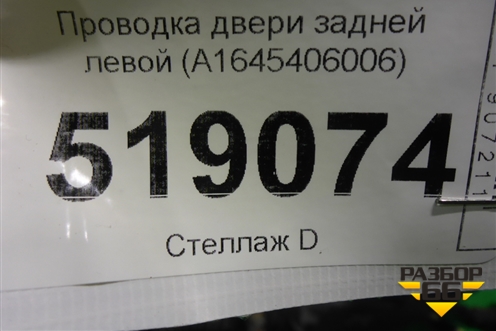 Проводка двери задней
левой (A1645406006)
519074
Стеллаж D
РАЗБОР
66